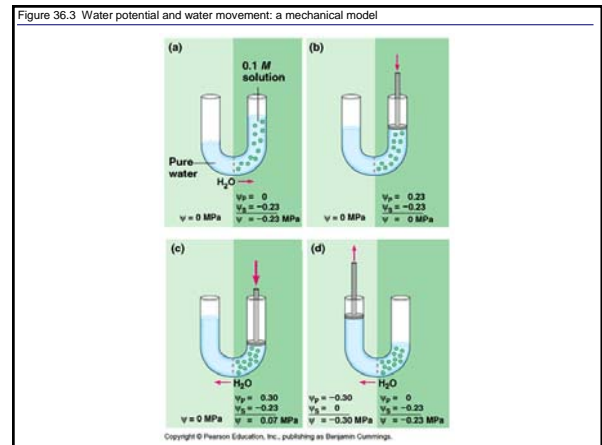 Figure 36.3 Water potential and water movement: a mechanical model
(a)
0.1 M
solution
Pure
water
H2O
ψ = 0 MPa
ψP = 0
ψS = −0.23
ψ = −0.23 MPa
(b)
ψ = 0 MPa
ψP = 0.23
ψS = −0.23
ψ = 0 MPa
(c)
H2O
ψ = 0 MPa
ψP = 0.30
ψS = −0.23
ψ = 0.07 MPa
(d)
H2O
ψP = −0.30
ψS = 0
ψ = −0.30 MPa
ψP = 0
ψS = −0.23
ψ = −0.23 MPa
Copyright © Pearson Education, Inc., publishing as Benjamin Cummings.